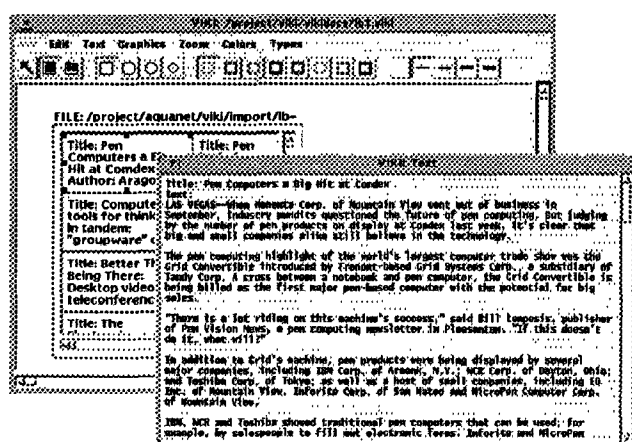 VIKI: /project/viki/
Edit Text Graphics Zoom Colors Types
FILE: /project/aquanet/viki/import/lb-
Title: Pen
Computers a
Hit at Comdex
Author: Arago
Title: Pen
Title: Compute
tools for think
in tandem:
"groupware"
Title: Better Th
Being There:
Desktop video
teleconferenc
Title: The
VIKI Text
Title: Pen Computers a Big Hit at Comdex
Text:
LAS VEGAS--When Momenta Corp. of Mountain View went out of business in
September, industry pundits questioned the future of pen computing. But judging
by the number of pen products on display at Comdex last week, it's clear that
big and small companies alike still believe in the technology.
The pen computing highlight of the world's largest computer trade show was the
Grid Convertible introduced by Fremont-based Grid Systems Corp., a subsidiary of
Tandy Corp. A cross between a notebook and pen computer, the Grid Convertible is
being billed as the first major pen-based computer with the potential for big
sales.
"There is a lot riding on this machine's success," said Bill Lempesis, publisher
of Pen Vision News, a pen computing newsletter in Pleasanton. "If this doesn't
do it, what will?"
In addition to Grid's machine, pen products were being displayed by several
major companies, including IBM Corp. of Armonk, N.Y.; NCR Corp. of Dayton, Ohio;
and Toshiba Corp. of Tokyo; as well as a host of small companies, including EO
Inc. of Mountain View, Inforite Corp. of San Mateo and MicroPen Computer Corp.
of Mountain View.
IBM, NCR and Toshiba showed traditional pen computers that can be used, for
example, by salespeople to fill out electronic forms. Inforite and MicroPen